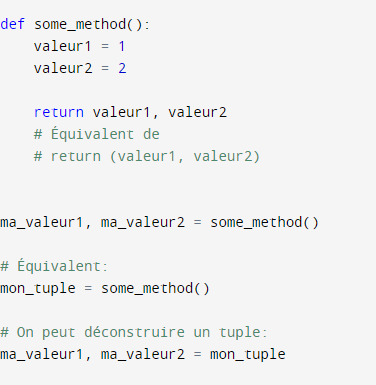 def some_method():
    valeur1 = 1
    valeur2 = 2
    return valeur1, valeur2
    # Équivalent de
    # return (valeur1, valeur2)
ma_valeur1, ma_valeur2 = some_method()
# Équivalent:
mon_tuple = some_method()
# On peut déconstruire un tuple:
ma_valeur1, ma_valeur2 = mon_tuple